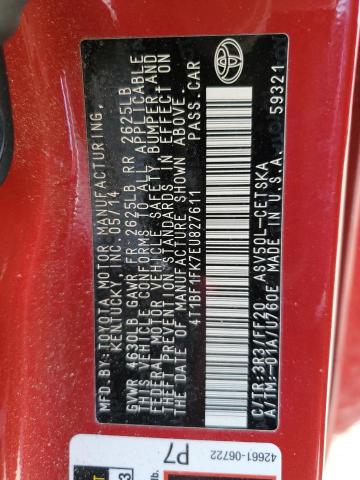 MFD.BY: TOYOTA MOTOR MANUFACTURING,
KENTUCKY, INC. 05/14
GVWR 4630LB GAWR FR 2625LB RR 2625LB
THIS VEHICLE CONFORMS TO ALL APPLICABLE
FEDERAL MOTOR VEHICLE SAFETY, BUMPER, AND
THEFT PREVENTION STANDARDS IN EFFECT ON
THE DATE OF MANUFACTURE SHOWN ABOVE.
4T1BF1FK7EU827611 PASS.CAR
C/TR:3R3/FF20 ASV50L-CETSKA
A/TM:-01A/U760E MADE IN U.S.A.
59321
TOYOTA
42661-06722
P7
lb.
3